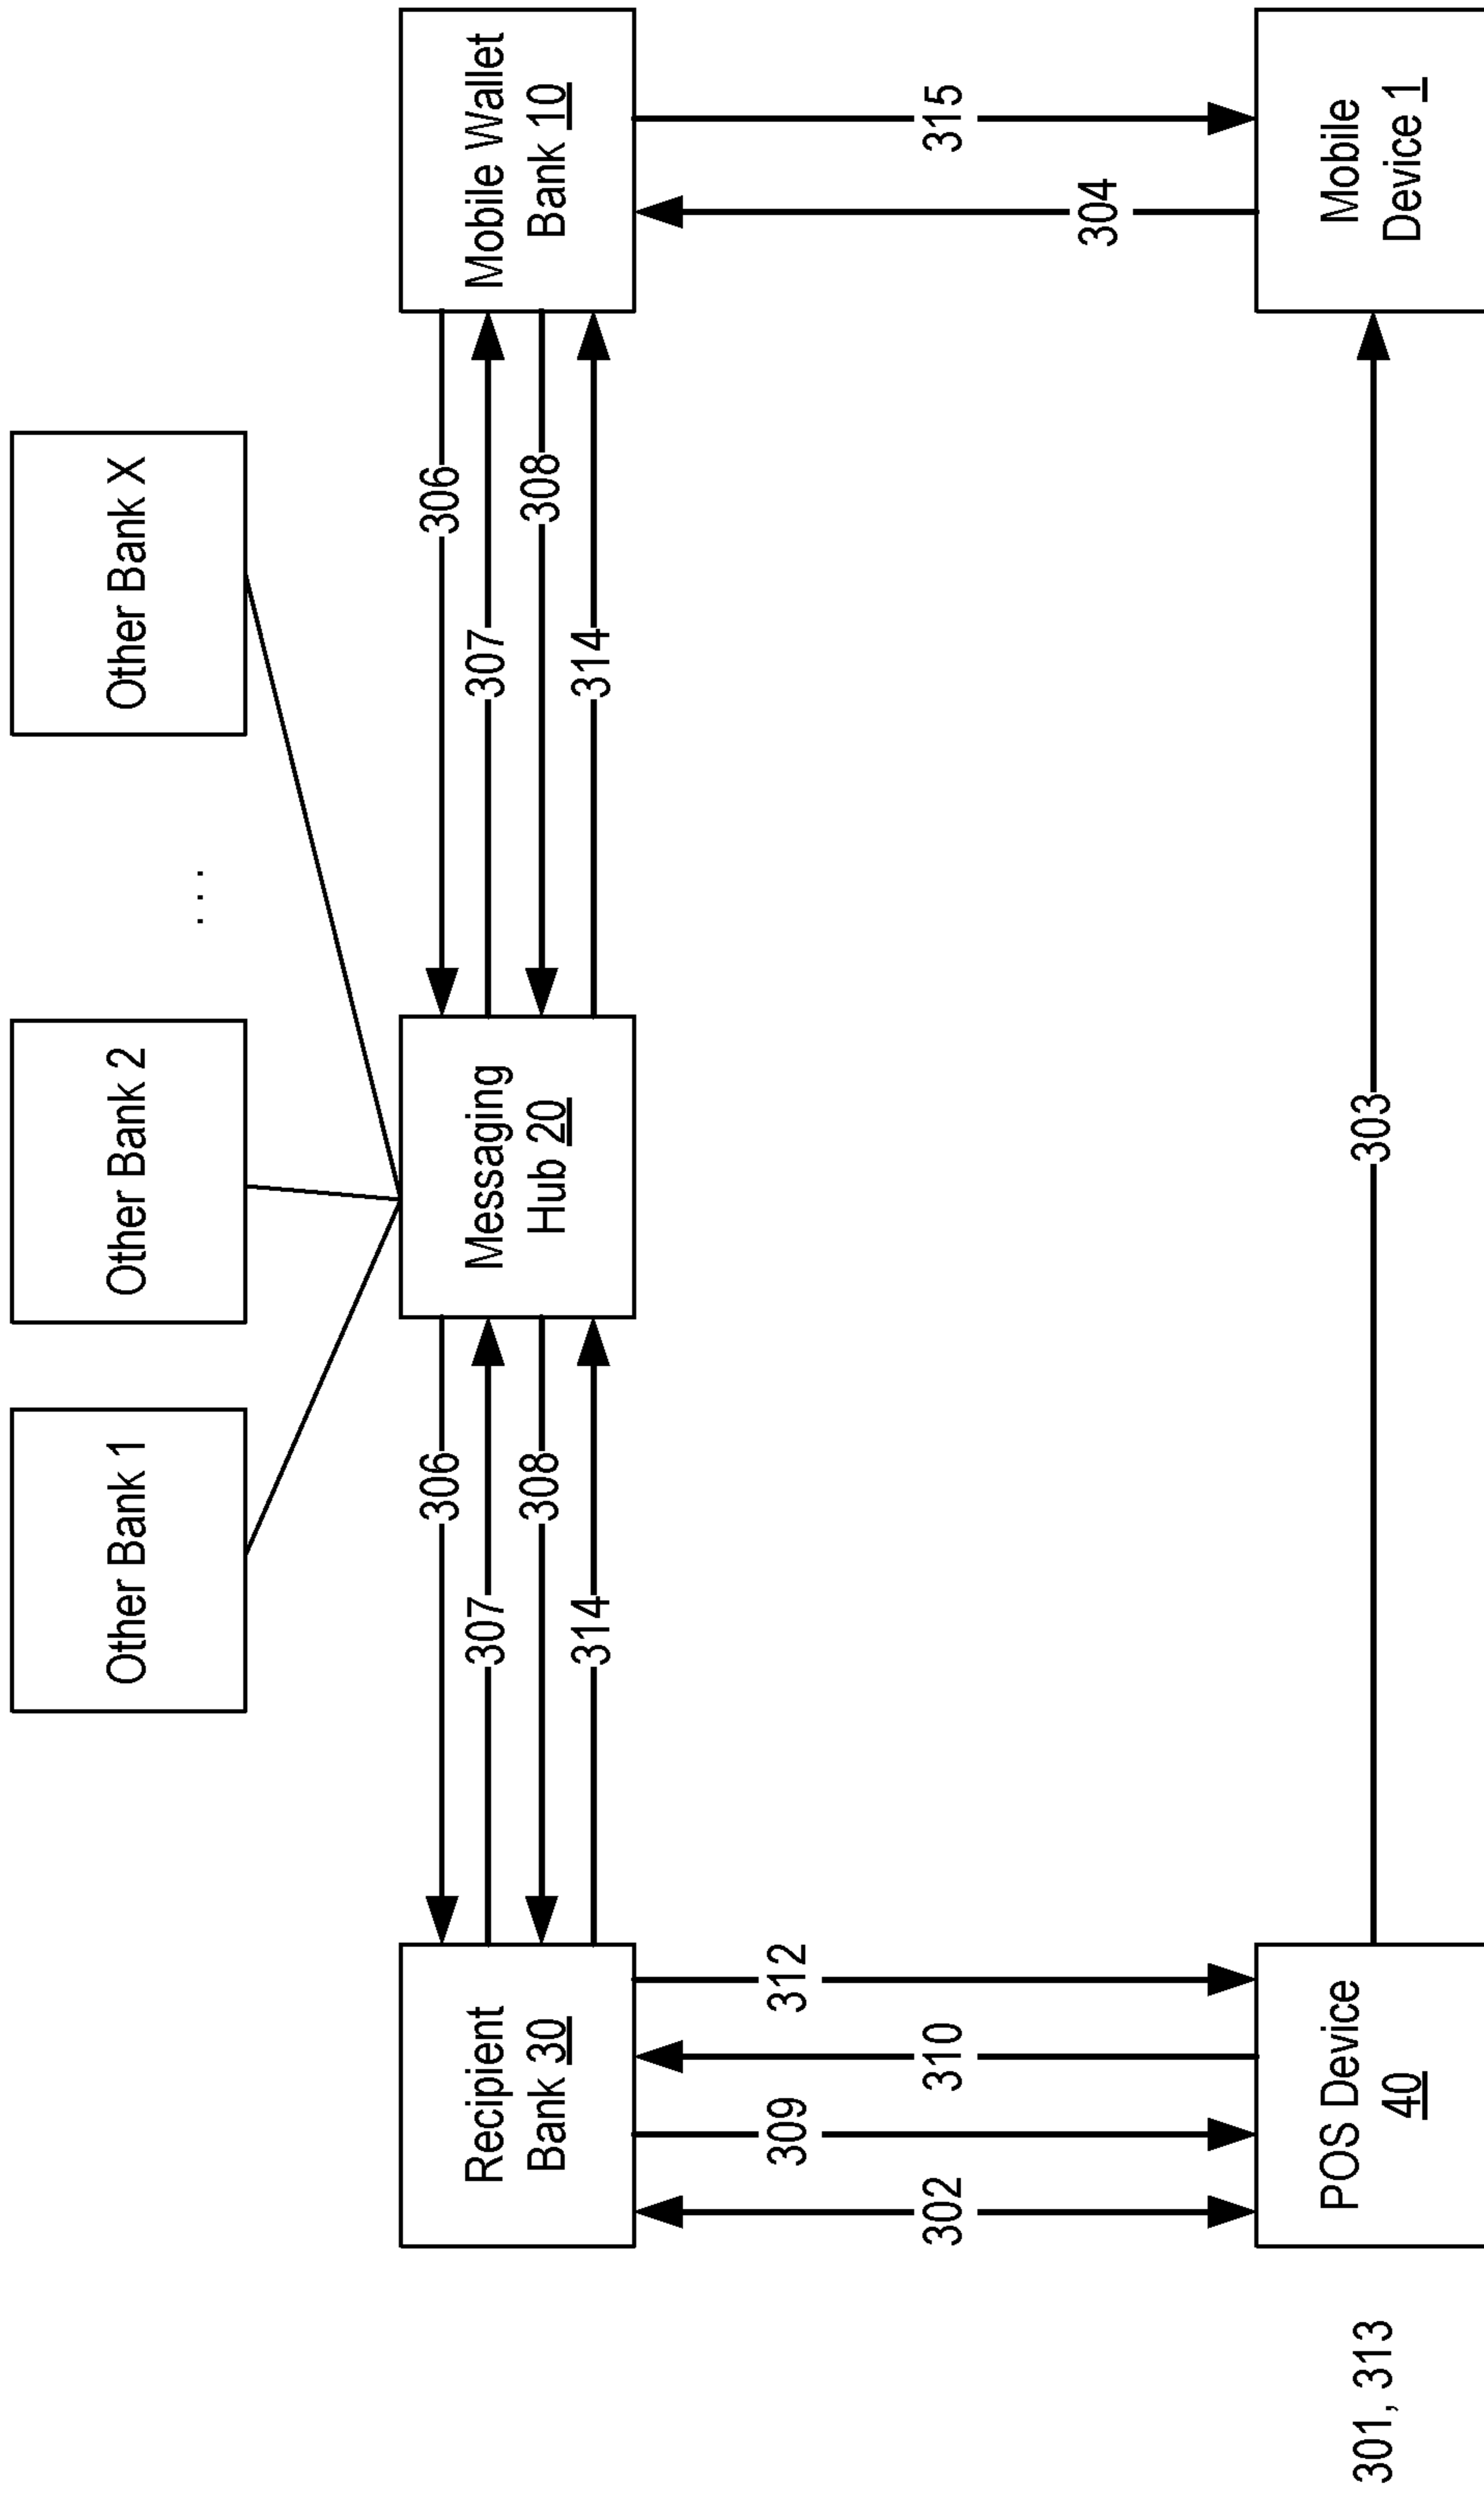 Other Bank 1
Other Bank 2
. . .
Other Bank X
Recipient
Bank 30
306
307
308
314
Messaging
Hub 20
306
307
308
314
Mobile Wallet
Bank 10
302
309
310
312
304
315
301, 313
POS Device
40
303
Mobile
Device 1